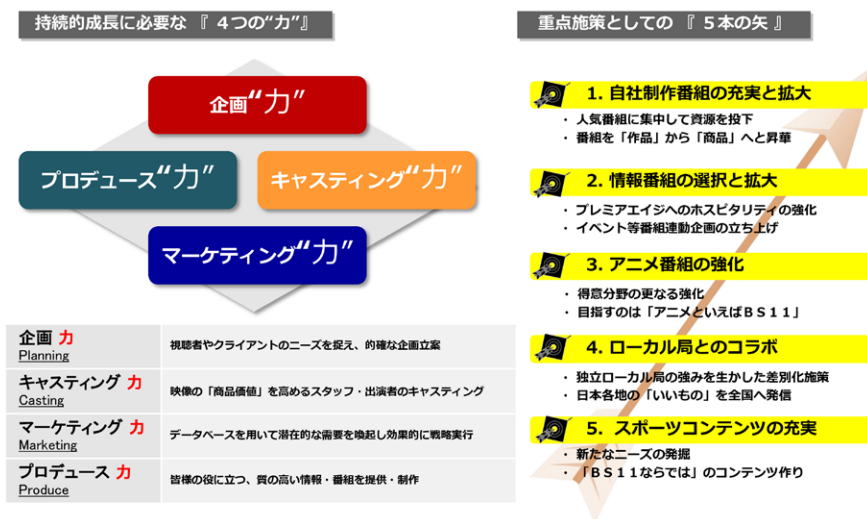 持続的成長に必要な 『 4つの“力”』
企画“力”
プロデュース“力”
キャスティング“力”
マーケティング“力”
企画 力
Planning
視聴者やクライアントのニーズを捉え、的確な企画立案
キャスティング 力
Casting
映像の「商品価値」を高めるスタッフ・出演者のキャスティング
マーケティング 力
Marketing
データベースを用いて潜在的な需要を喚起し効果的に戦略実行
プロデュース 力
Produce
皆様の役に立つ、質の高い情報・番組を提供・制作
重点施策としての 『 5本の矢 』
1. 自社制作番組の充実と拡大
・ 人気番組に集中して資源を投下
・ 番組を「作品」から「商品」へと昇華
2. 情報番組の選択と拡大
・ プレミアエイジへのホスピタリティの強化
・ イベント等番組連動企画の立ち上げ
3. アニメ番組の強化
・ 得意分野の更なる強化
・ 目指すのは「アニメといえばBS11」
4. ローカル局とのコラボ
・ 独立ローカル局の強みを生かした差別化施策
・ 日本各地の「いいもの」を全国へ発信
5. スポーツコンテンツの充実
・ 新たなニーズの発掘
・ 「BS11ならでは」のコンテンツ作り